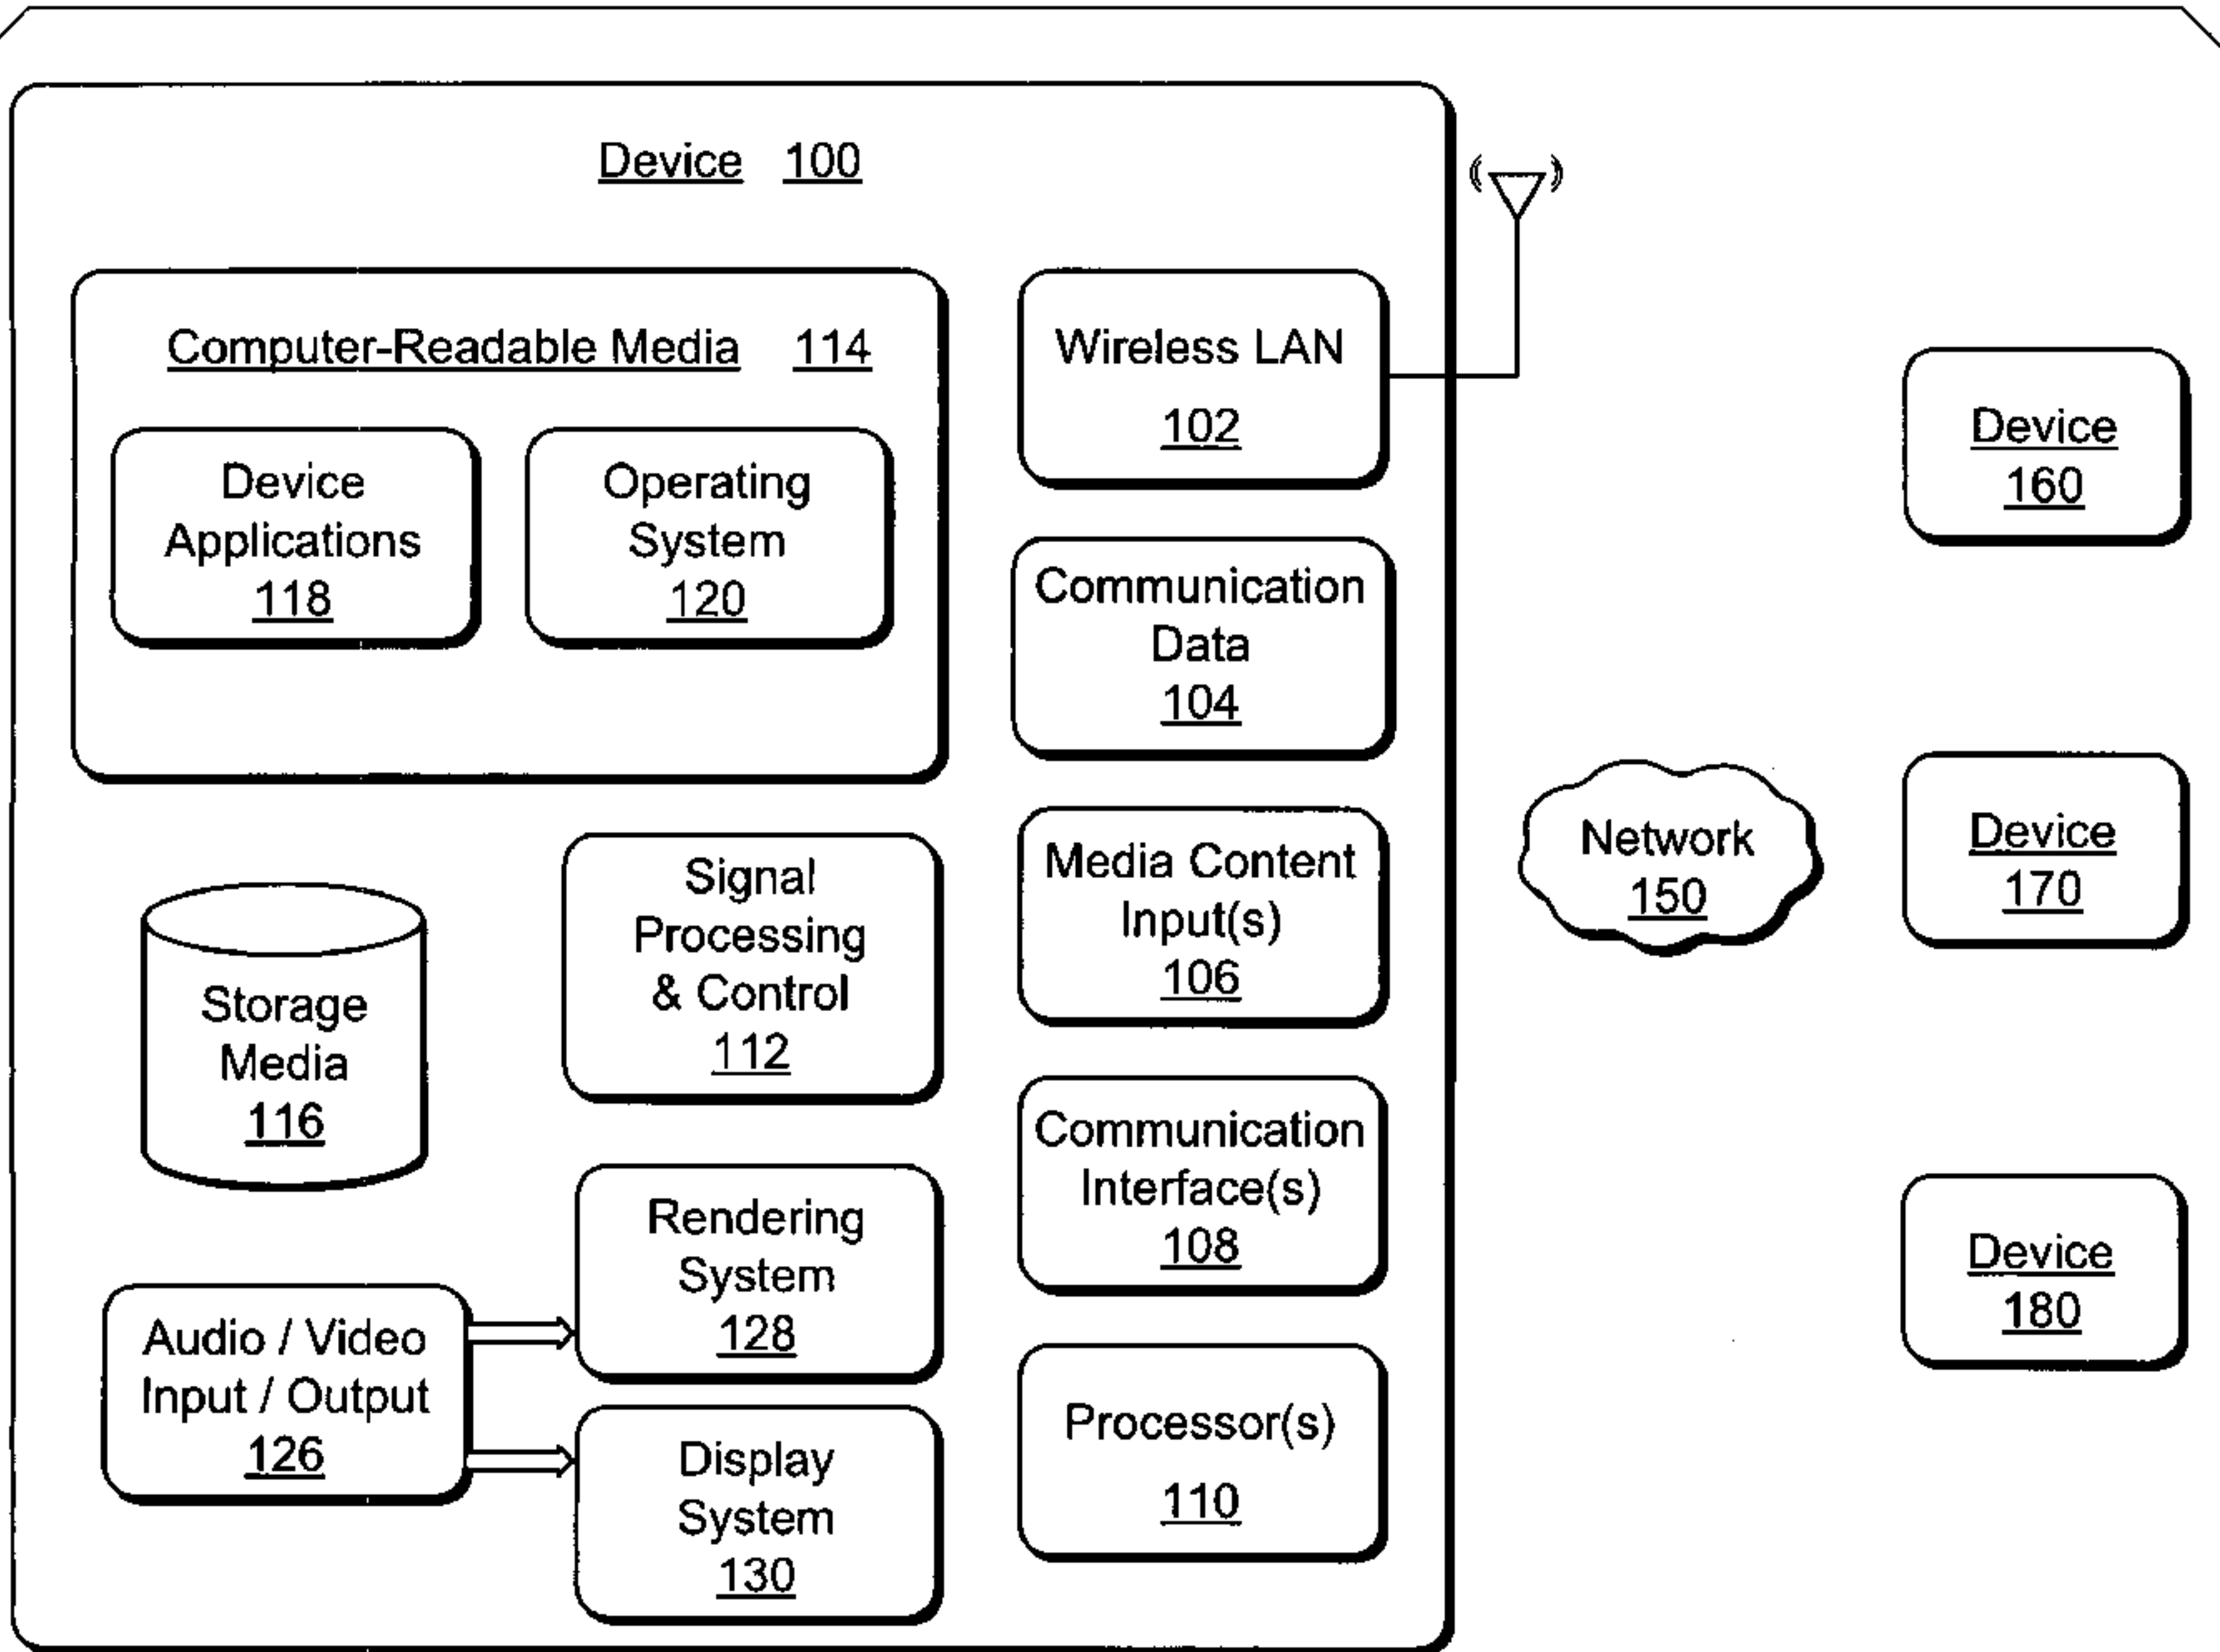 Device 100
Computer-Readable Media 114
Device
Applications
118
Operating
System
120
Storage
Media
116
Signal
Processing
& Control
112
Audio / Video
Input / Output
126
Rendering
System
128
Display
System
130
Wireless LAN
102
Communication
Data
104
Media Content
Input(s)
106
Communication
Interface(s)
108
Processor(s)
110
Network
150
Device
160
Device
170
Device
180